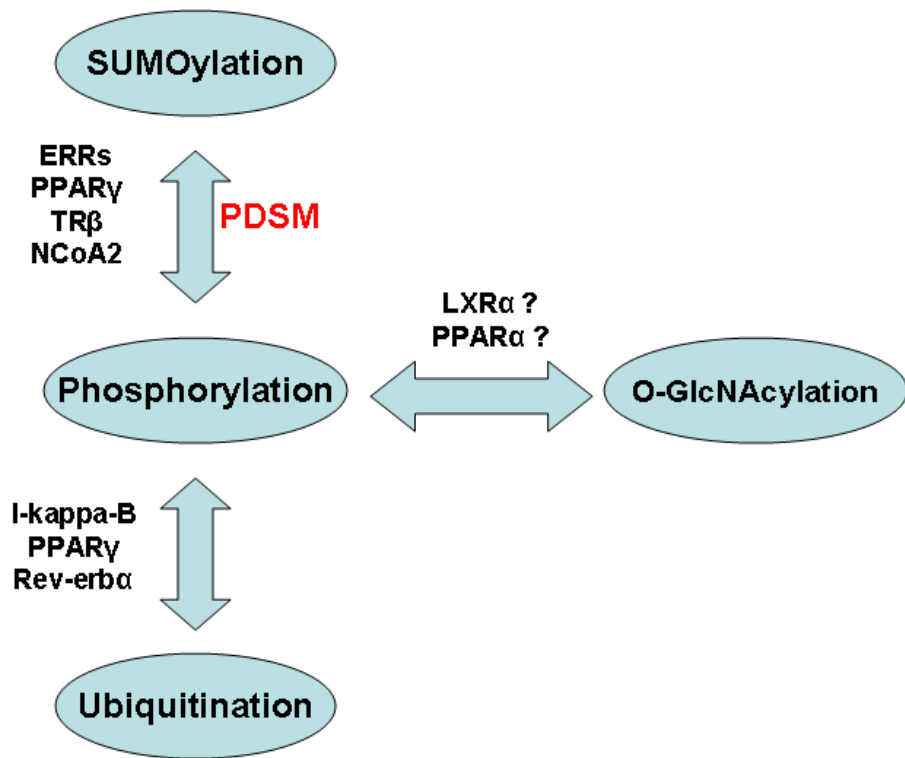 SUMOylation
ERRs
PPARγ
TRβ
NCoA2
PDSM
LXRα ?
PPARα ?
Phosphorylation
O-GlcNAcylation
I-kappa-B
PPARγ
Rev-erbα
Ubiquitination